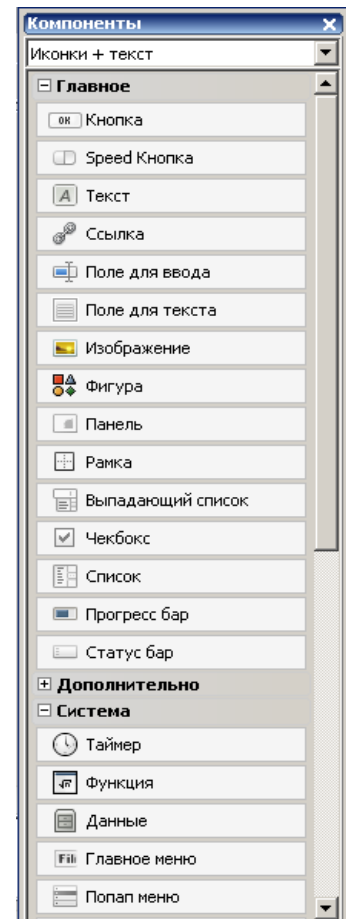 Компоненты
Иконки + текст
Главное
OK Кнопка
Speed Кнопка
A Текст
Ссылка
Поле для ввода
Поле для текста
Изображение
Фигура
Панель
Рамка
Выпадающий список
Чекбокс
Список
Прогресс бар
Статус бар
Дополнительно
Система
Таймер
Функция
Данные
File Главное меню
Попап меню